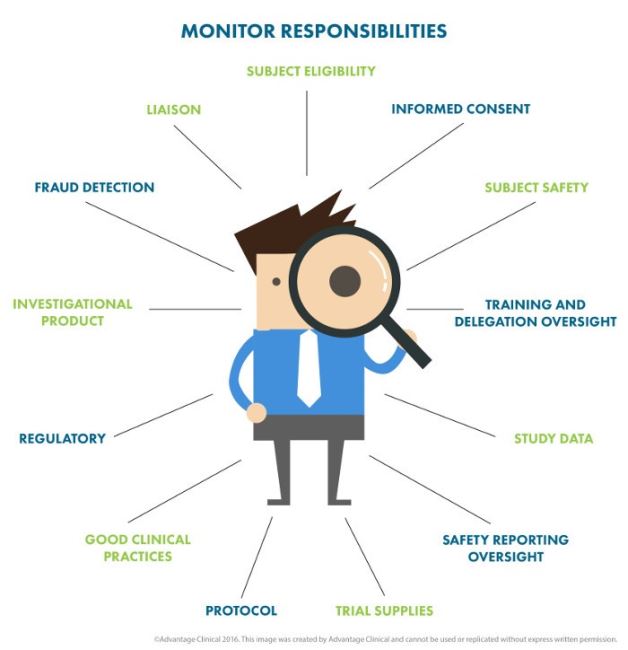 MONITOR RESPONSIBILITIES
SUBJECT ELIGIBILITY
LIAISON
INFORMED CONSENT
FRAUD DETECTION
SUBJECT SAFETY
INVESTIGATIONAL
PRODUCT
TRAINING AND
DELEGATION OVERSIGHT
REGULATORY
STUDY DATA
GOOD CLINICAL
PRACTICES
SAFETY REPORTING
OVERSIGHT
PROTOCOL
TRIAL SUPPLIES
©Advantage Clinical 2016. This image was created by Advantage Clinical and cannot be used or replicated without express written permission.